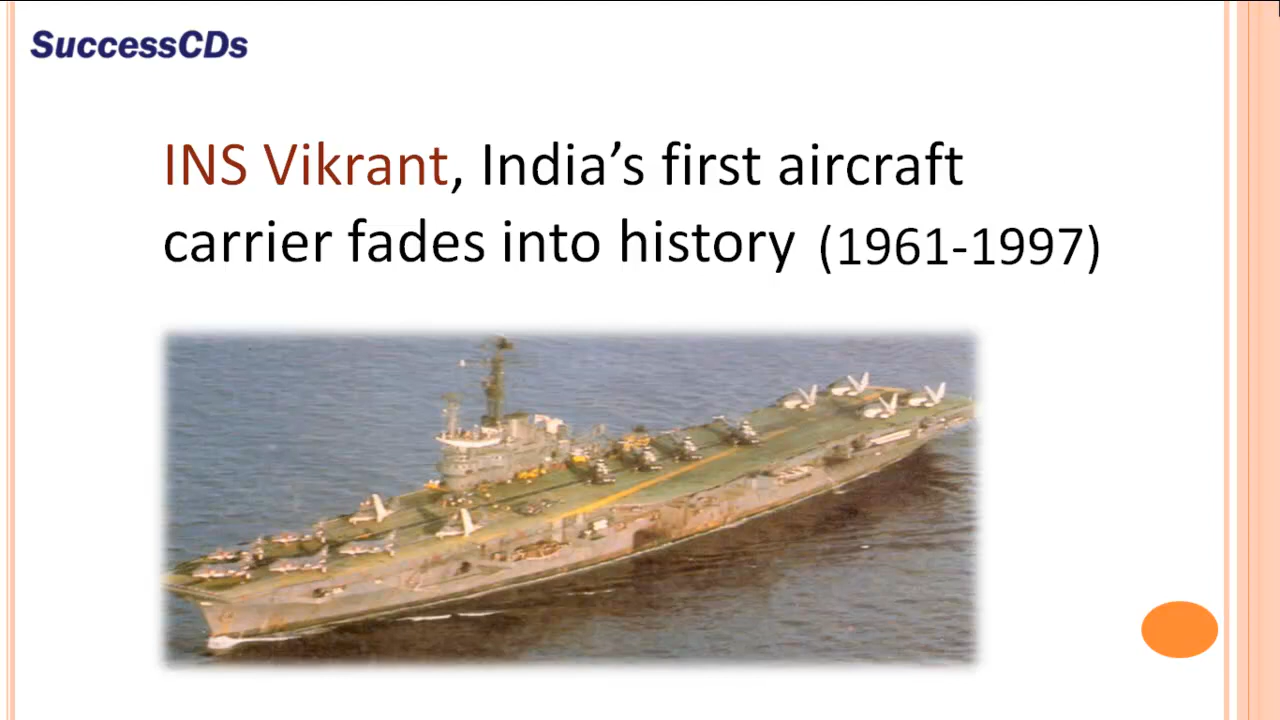 SuccessCDs
INS Vikrant, India’s first aircraft
carrier fades into history (1961-1997)